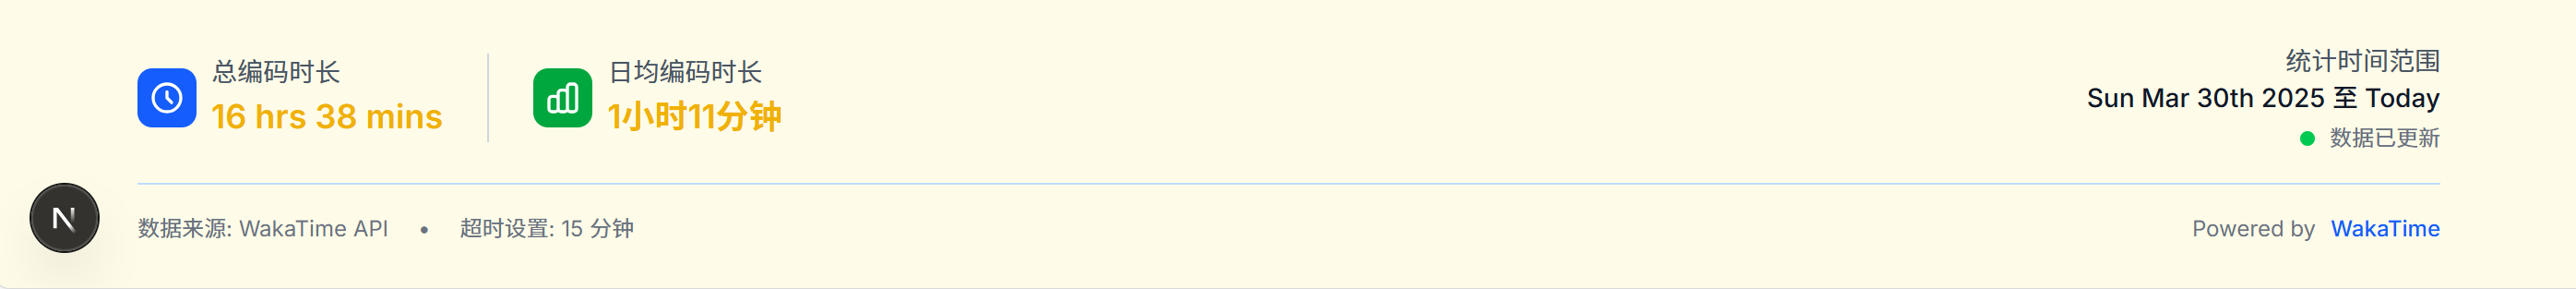 总编码时长
16 hrs 38 mins
日均编码时长
1小时11分钟
统计时间范围
Sun Mar 30th 2025 至 Today
数据已更新
N
数据来源: WakaTime API • 超时设置: 15 分钟
Powered by WakaTime